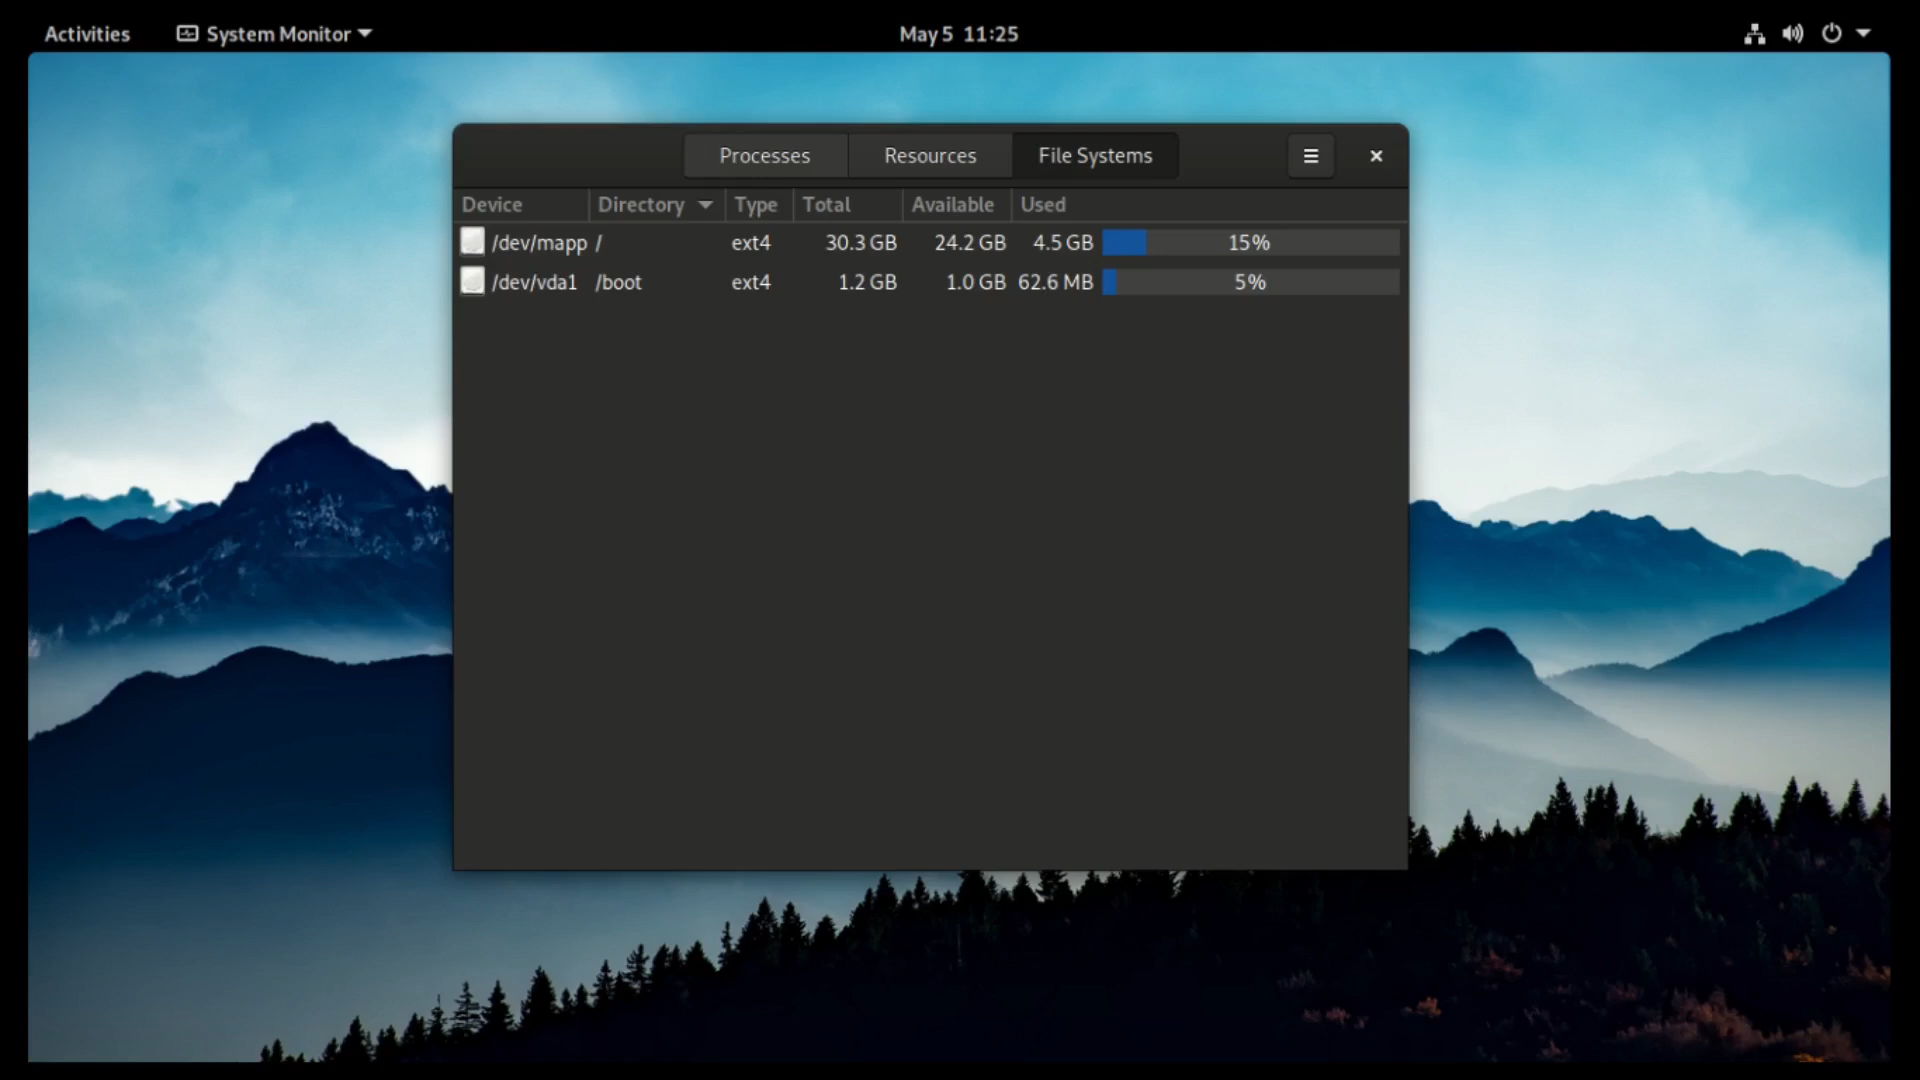 Activities System Monitor May 5 11:25
Processes Resources File Systems
Device Directory Type Total Available Used
/dev/mapp / ext4 30.3 GB 24.2 GB 4.5 GB 15%
/dev/vda1 /boot ext4 1.2 GB 1.0 GB 62.6 MB 5%